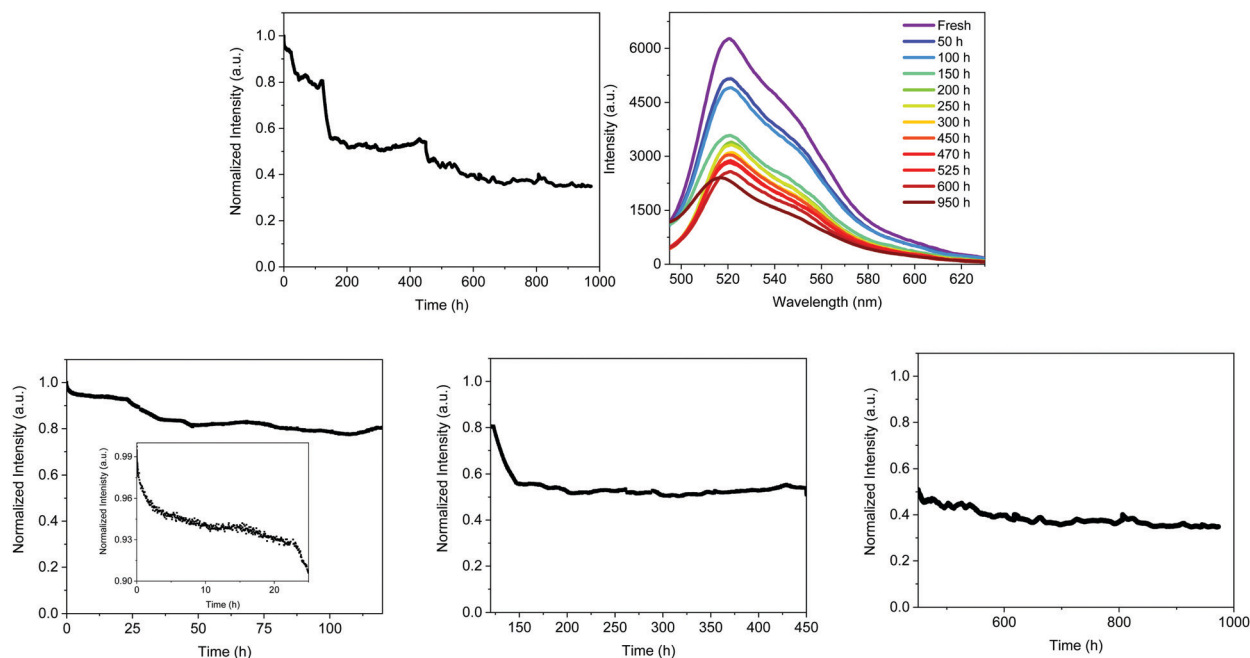 Normalized Intensity (a.u.)
1.0
0.8
0.6
0.4
0.2
0.0
0 200 400 600 800 1000
Time (h)
Intensity (a.u.)
6000
4500
3000
1500
0
500 520 540 560 580 600 620
Wavelength (nm)
Fresh
50 h
100 h
150 h
200 h
250 h
300 h
450 h
470 h
525 h
600 h
950 h
Normalized Intensity (a.u.)
1.0
0.8
0.6
0.4
0.2
0.0
0 25 50 75 100
Time (h)
Normalized Intenisty (a.u.)
0.99
0.96
0.93
0.90
0 10 20
Time (h)
Normalized Intensity (a.u.)
1.0
0.8
0.6
0.4
0.2
0.0
150 200 250 300 350 400 450
Time (h)
Normalized Intensity (a.u.)
1.0
0.8
0.6
0.4
0.2
0.0
600 800 1000
Time (h)